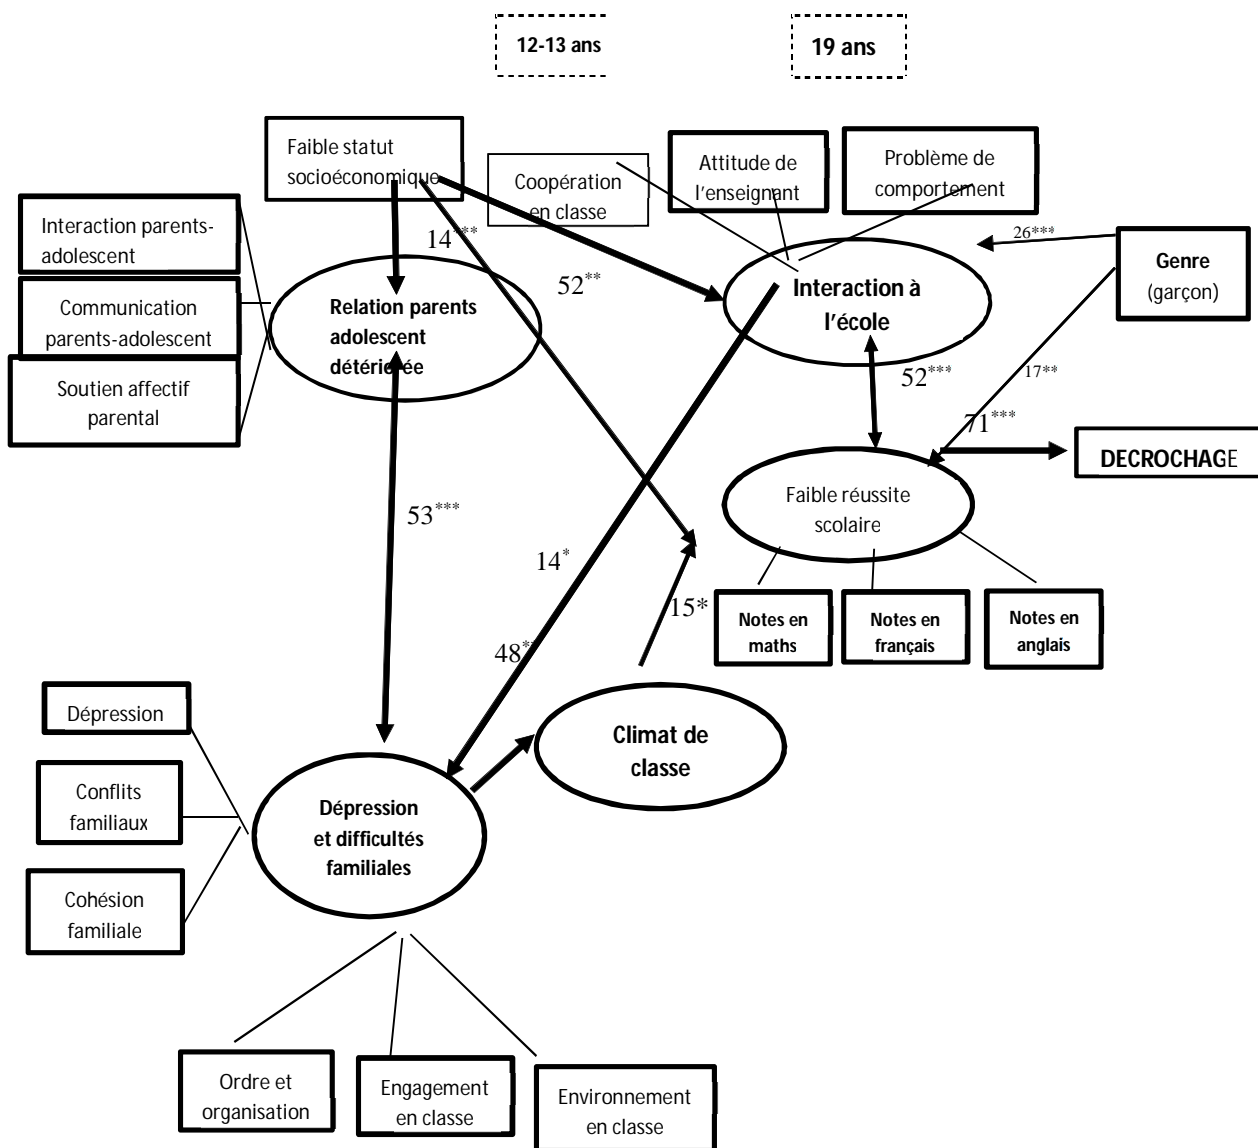 12-13 ans
19 ans
Faible statut
socioéconomique
Coopération
en classe
Attitude de
l'enseignant
Problème de
comportement
Interaction parents-
adolescent
Communication
parents-adolescent
Soutien affectif
parental
Relation parents
adolescent
détériorée
14***
52**
Interaction à
l'école
26***
Genre
(garçon)
52***
17**
71***
DECROCHAGE
Faible réussite
scolaire
53***
14*
15*
48**
Notes en
maths
Notes en
français
Notes en
anglais
Dépression
Conflits
familiaux
Cohésion
familiale
Climat de
classe
Dépression
et difficultés
familiales
Ordre et
organisation
Engagement
en classe
Environnement
en classe